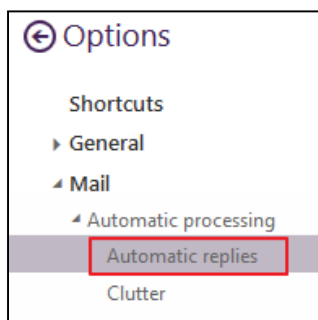 Options
Shortcuts
General
Mail
Automatic processing
Automatic replies
Clutter